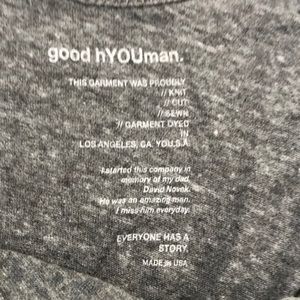 good hYOUman.
THIS GARMENT WAS PROUDLY
// KNIT
// CUT
// SEWN
// GARMENT DYED
IN
LOS ANGELES, CA. YOU.S.A.
I started this company in
memory of my dad.
David Novik.
He was an amazing man.
I miss him everyday.
EVERYONE HAS A
STORY.
MADE IN USA